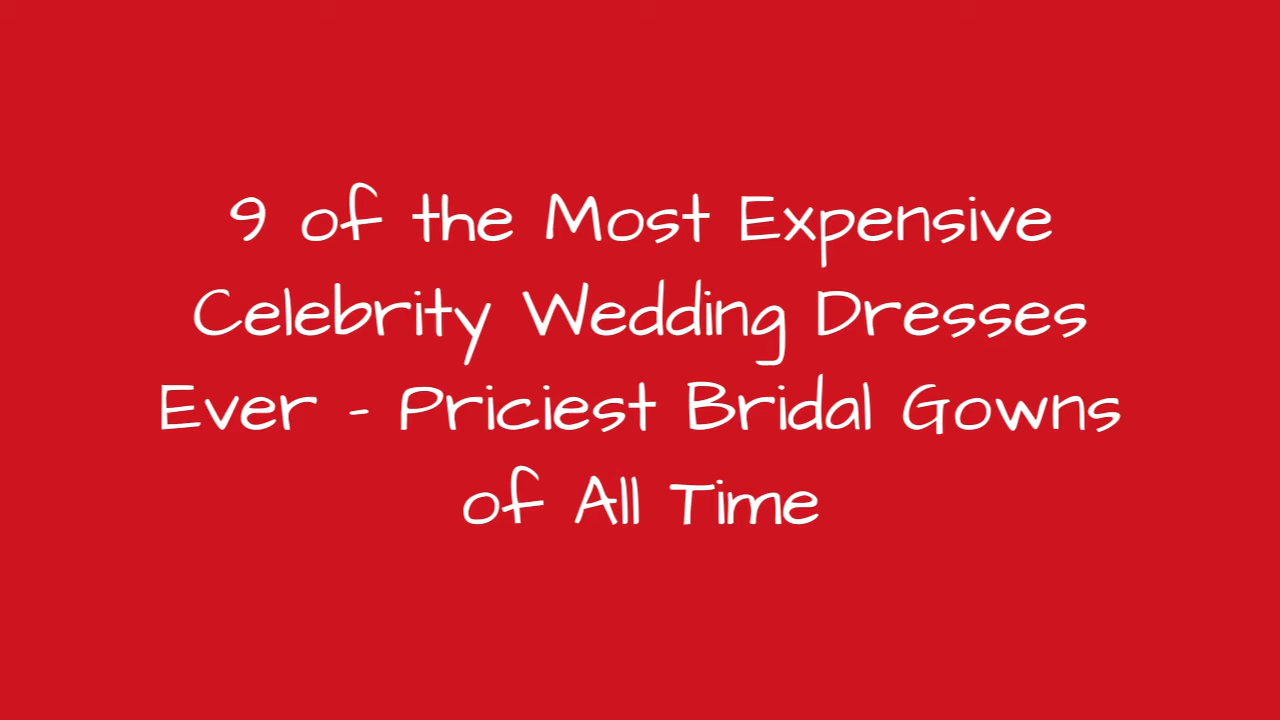 9 of the Most Expensive
Celebrity Wedding Dresses
Ever - Priciest Bridal Gowns
of All Time